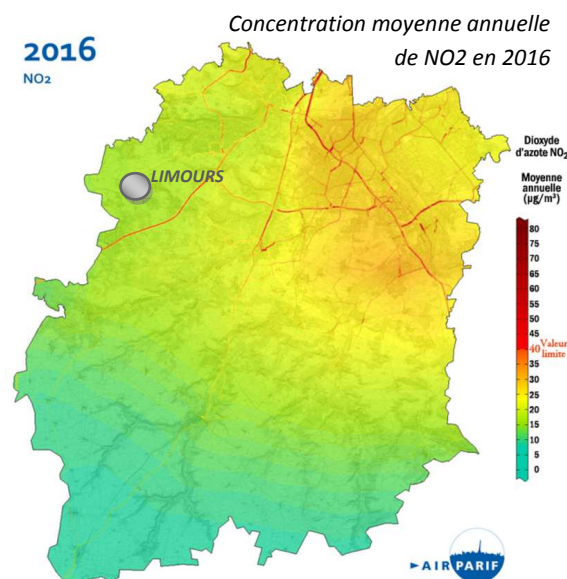 Concentration moyenne annuelle
de NO2 en 2016
2016
NO2
LIMOURS
Dioxyde
d'azote NO2
Moyenne
annuelle
(µg/m³)
80
75
70
65
60
55
50
45
40 Valeur
limite
35
30
25
20
15
10
5
0
AIRPARIF